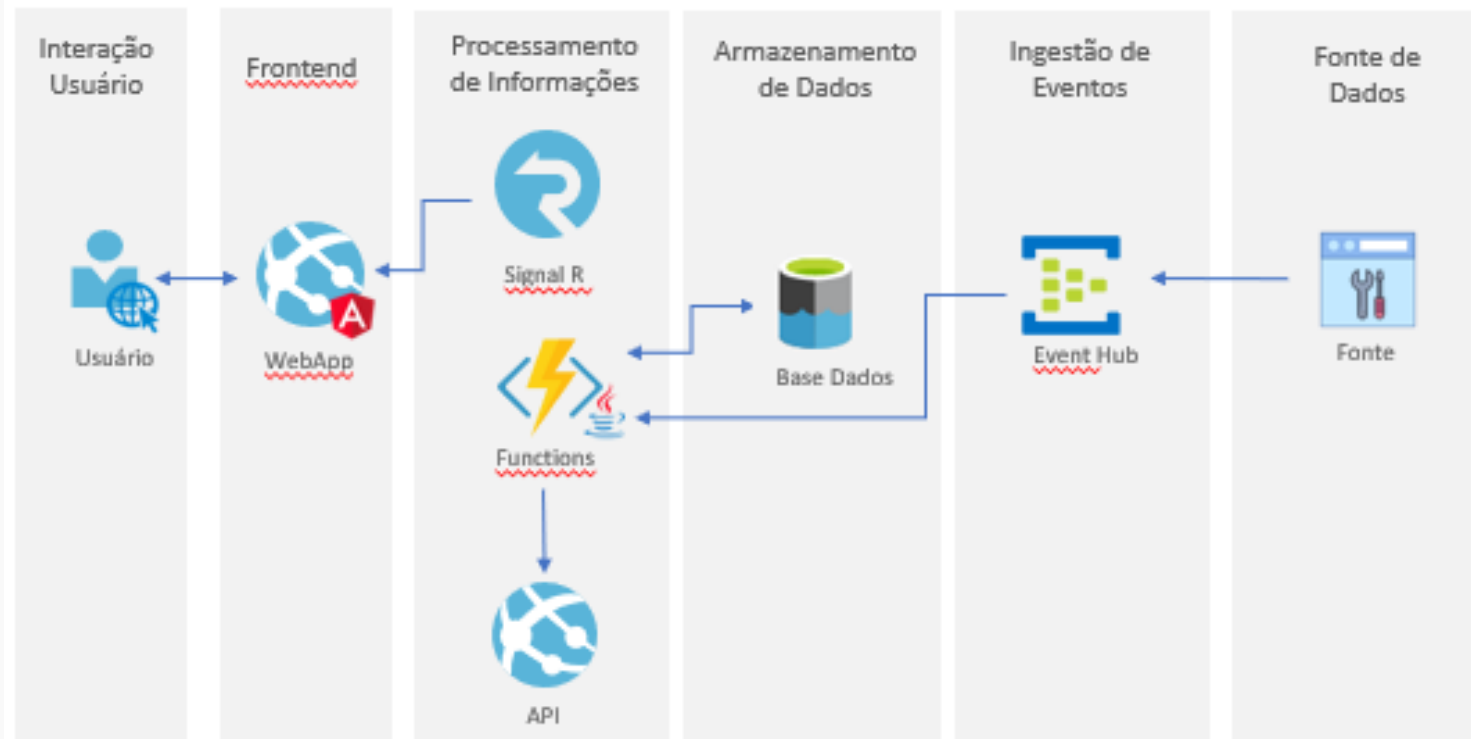 Interação
Usuário
Frontend
Processamento
de Informações
Armazenamento
de Dados
Ingestão de
Eventos
Fonte de
Dados
Signal R
Usuário
WebApp
Base Dados
Event Hub
Fonte
Functions
API